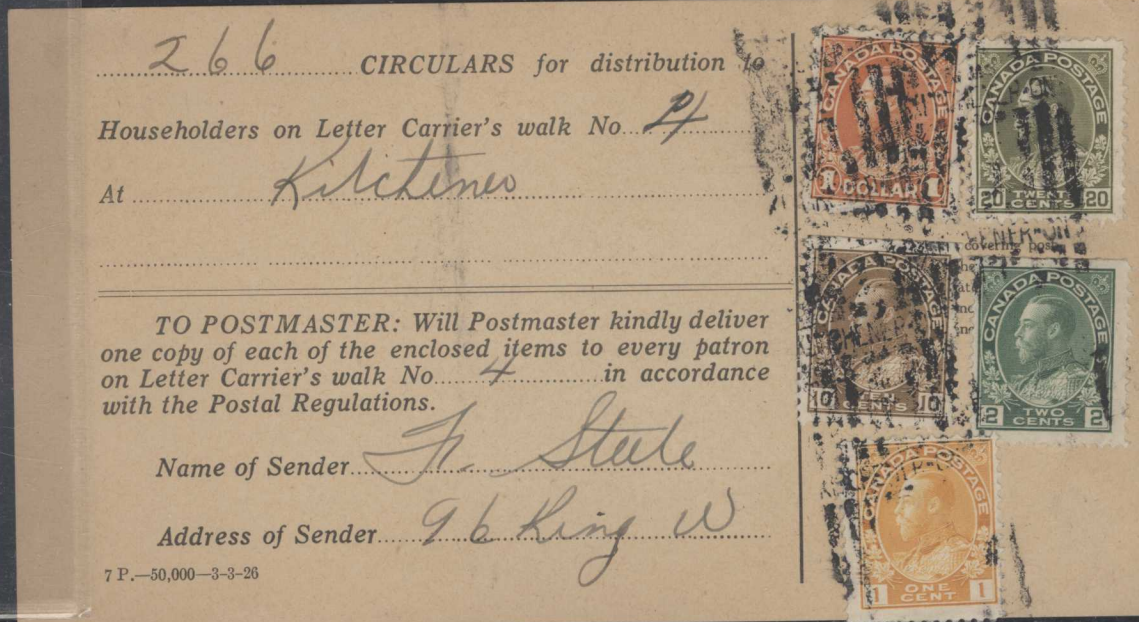 266 CIRCULARS for distribution to
Householders on Letter Carrier's walk No. 4
At Kitchener
TO POSTMASTER: Will Postmaster kindly deliver
one copy of each of the enclosed items to every patron
on Letter Carrier's walk No. 4 in accordance
with the Postal Regulations.
Name of Sender F. Steele
Address of Sender 96 King W
7 P.—50,000—3-3-26
CANADA POSTAGE
1 DOLLAR 1
CANADA POSTAGE
20 TWENTY CENTS 20
covering
CANADA POSTAGE
10 TEN CENTS 10
CANADA POSTAGE
2 TWO CENTS 2
CANADA POSTAGE
1 ONE CENT 1